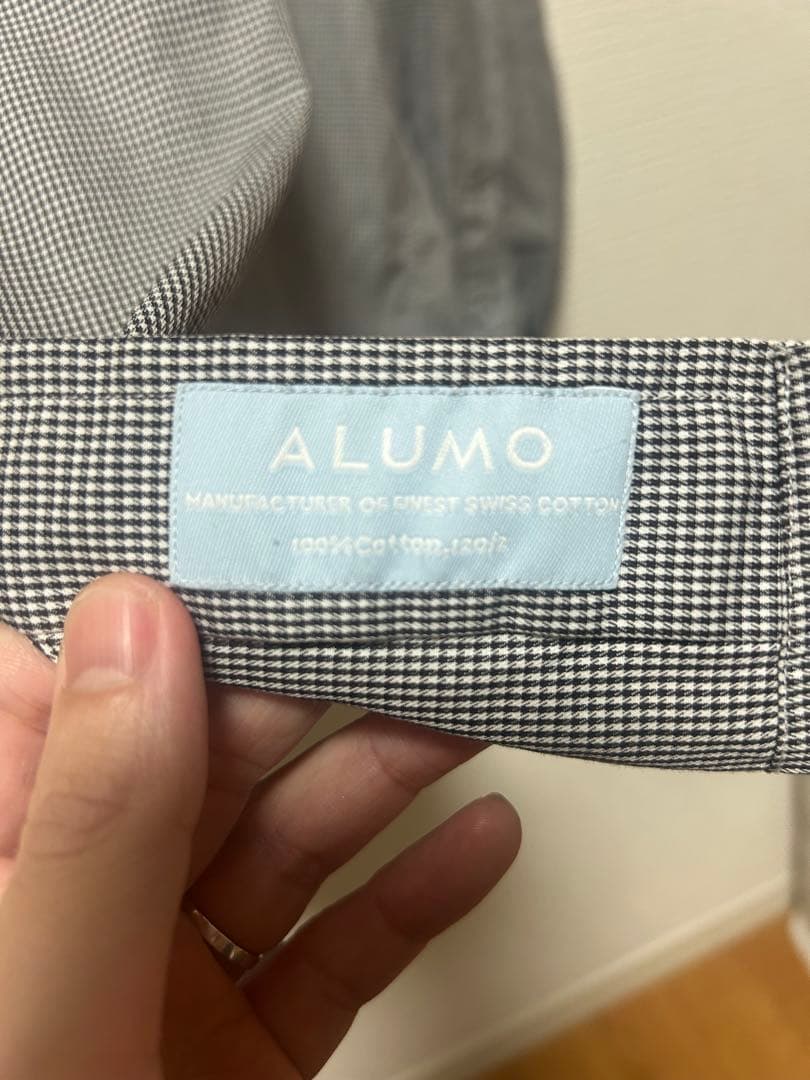 ALUMO
MANUFACTURER OF FINEST SWISS COTTON
100% Cotton, 120/2